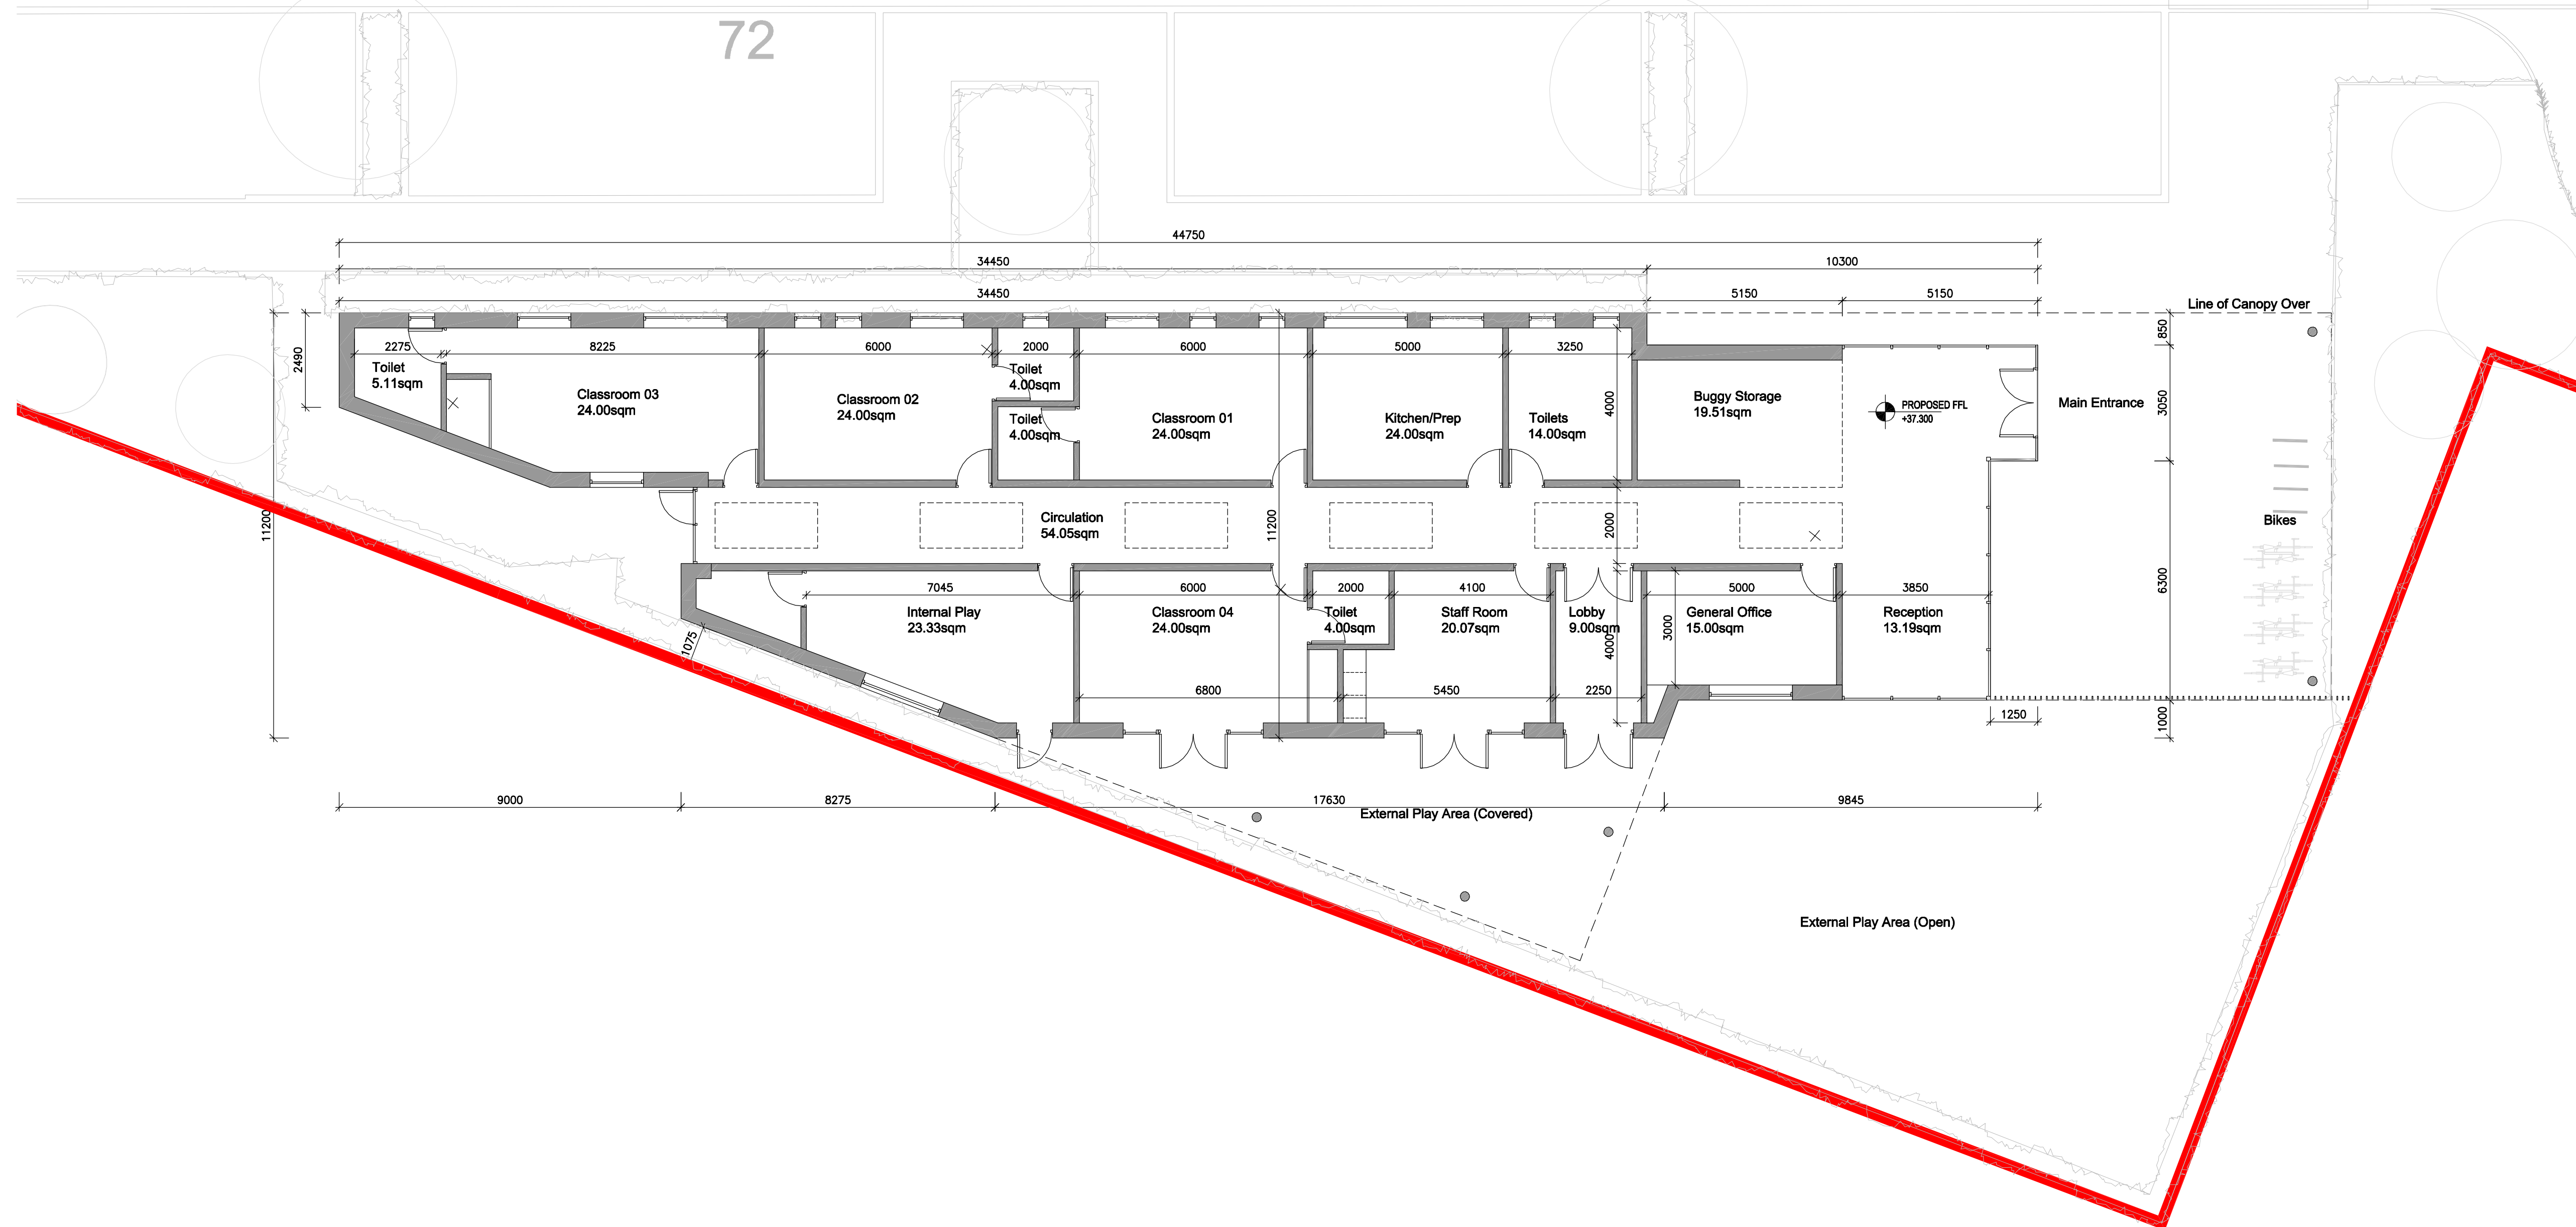 72
44750
34450
10300
34450
5150
5150
Line of Canopy Over
850
2490
2275
8225
6000
2000
6000
5000
3250
Toilet
5.11sqm
Classroom 03
24.00sqm
Classroom 02
24.00sqm
Toilet
4.00sqm
Toilet
4.00sqm
Classroom 01
24.00sqm
Kitchen/Prep
24.00sqm
Toilets
14.00sqm
4000
Buggy Storage
19.51sqm
PROPOSED FFL
+37.300
Main Entrance
3050
11200
Circulation
54.05sqm
11200
2000
Bikes
7045
6000
2000
4100
5000
3850
6300
Internal Play
23.33sqm
Classroom 04
24.00sqm
Toilet
4.00sqm
Staff Room
20.07sqm
Lobby
9.00sqm
4000
3000
General Office
15.00sqm
Reception
13.19sqm
1075
6800
5450
2250
1250
1000
9000
8275
17630
9845
External Play Area (Covered)
External Play Area (Open)